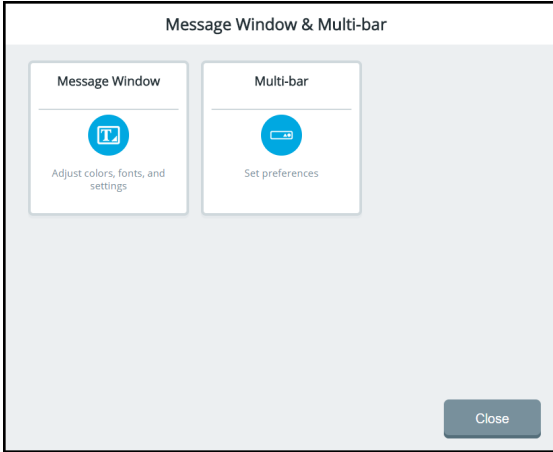 Message Window & Multi-bar
Message Window
Multi-bar
T
Adjust colors, fonts, and
settings
Set preferences
Close